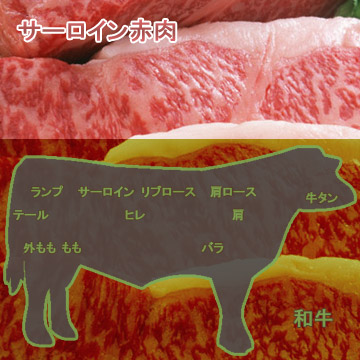 サーロイン赤肉
ランプ サーロイン リブロース 肩ロース 牛タン
テール ヒレ 肩
外もも もも バラ
和牛